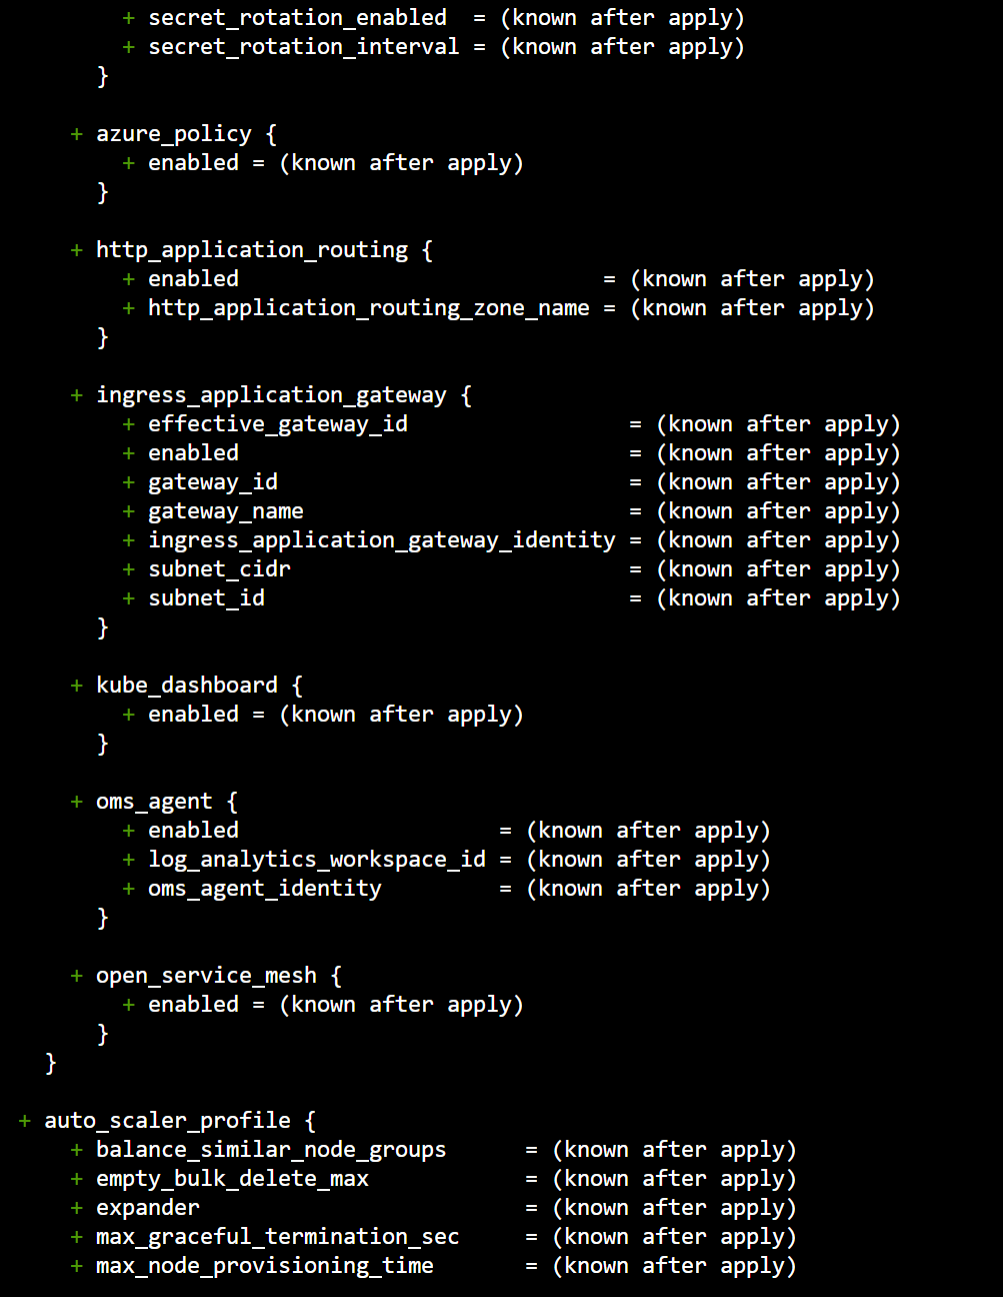 + secret_rotation_enabled  = (known after apply)
+ secret_rotation_interval = (known after apply)
}
+ azure_policy {
+ enabled = (known after apply)
}
+ http_application_routing {
+ enabled                            = (known after apply)
+ http_application_routing_zone_name = (known after apply)
}
+ ingress_application_gateway {
+ effective_gateway_id                 = (known after apply)
+ enabled                              = (known after apply)
+ gateway_id                           = (known after apply)
+ gateway_name                         = (known after apply)
+ ingress_application_gateway_identity = (known after apply)
+ subnet_cidr                          = (known after apply)
+ subnet_id                            = (known after apply)
}
+ kube_dashboard {
+ enabled = (known after apply)
}
+ oms_agent {
+ enabled                    = (known after apply)
+ log_analytics_workspace_id = (known after apply)
+ oms_agent_identity         = (known after apply)
}
+ open_service_mesh {
+ enabled = (known after apply)
}
}
+ auto_scaler_profile {
+ balance_similar_node_groups      = (known after apply)
+ empty_bulk_delete_max            = (known after apply)
+ expander                         = (known after apply)
+ max_graceful_termination_sec     = (known after apply)
+ max_node_provisioning_time       = (known after apply)